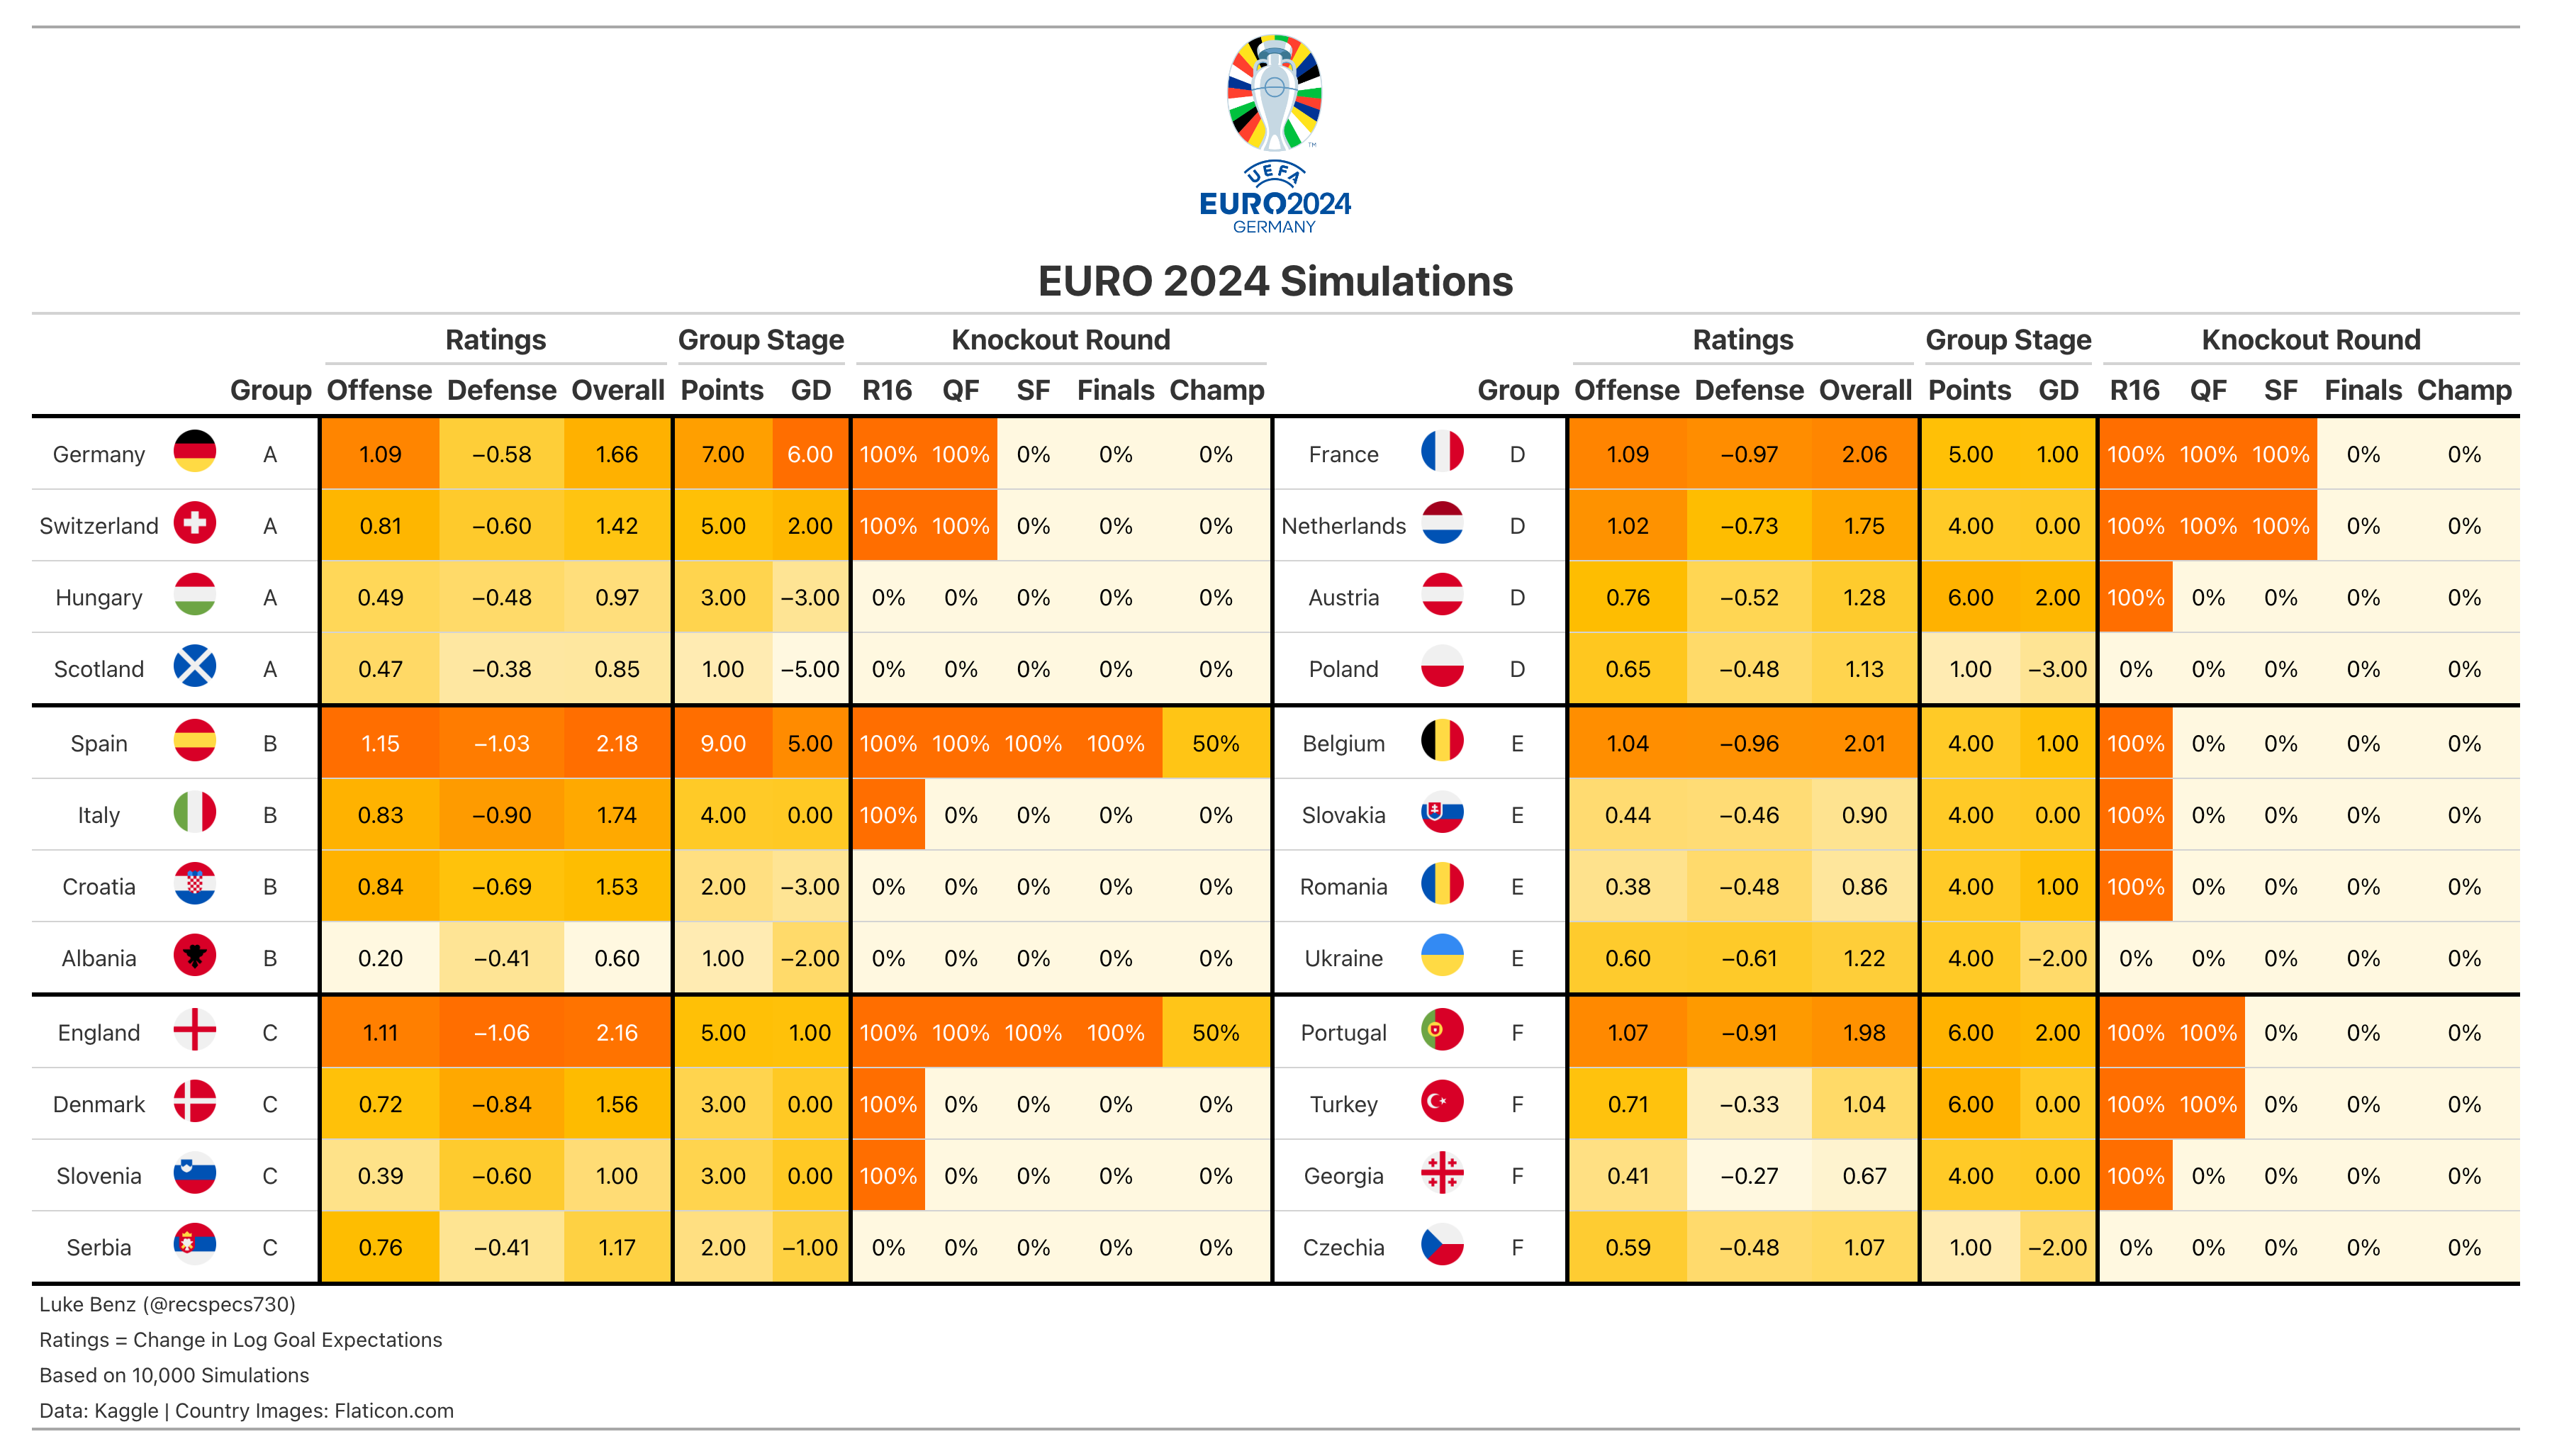 UEFA
EURO2024
GERMANY
TM
EURO 2024 Simulations
Ratings Group Stage Knockout Round Ratings Group Stage Knockout Round
Group Offense Defense Overall Points GD R16 QF SF Finals Champ Group Offense Defense Overall Points GD R16 QF SF Finals Champ
Germany A 1.09 −0.58 1.66 7.00 6.00 100% 100% 0% 0% 0% France D 1.09 −0.97 2.06 5.00 1.00 100% 100% 100% 0% 0%
Switzerland A 0.81 −0.60 1.42 5.00 2.00 100% 100% 0% 0% 0% Netherlands D 1.02 −0.73 1.75 4.00 0.00 100% 100% 100% 0% 0%
Hungary A 0.49 −0.48 0.97 3.00 −3.00 0% 0% 0% 0% 0% Austria D 0.76 −0.52 1.28 6.00 2.00 100% 0% 0% 0% 0%
Scotland A 0.47 −0.38 0.85 1.00 −5.00 0% 0% 0% 0% 0% Poland D 0.65 −0.48 1.13 1.00 −3.00 0% 0% 0% 0% 0%
Spain B 1.15 −1.03 2.18 9.00 5.00 100% 100% 100% 100% 50% Belgium E 1.04 −0.96 2.01 4.00 1.00 100% 0% 0% 0% 0%
Italy B 0.83 −0.90 1.74 4.00 0.00 100% 0% 0% 0% 0% Slovakia E 0.44 −0.46 0.90 4.00 0.00 100% 0% 0% 0% 0%
Croatia B 0.84 −0.69 1.53 2.00 −3.00 0% 0% 0% 0% 0% Romania E 0.38 −0.48 0.86 4.00 1.00 100% 0% 0% 0% 0%
Albania B 0.20 −0.41 0.60 1.00 −2.00 0% 0% 0% 0% 0% Ukraine E 0.60 −0.61 1.22 4.00 −2.00 0% 0% 0% 0% 0%
England C 1.11 −1.06 2.16 5.00 1.00 100% 100% 100% 100% 50% Portugal F 1.07 −0.91 1.98 6.00 2.00 100% 100% 0% 0% 0%
Denmark C 0.72 −0.84 1.56 3.00 0.00 100% 0% 0% 0% 0% Turkey F 0.71 −0.33 1.04 6.00 0.00 100% 100% 0% 0% 0%
Slovenia C 0.39 −0.60 1.00 3.00 0.00 100% 0% 0% 0% 0% Georgia F 0.41 −0.27 0.67 4.00 0.00 100% 0% 0% 0% 0%
Serbia C 0.76 −0.41 1.17 2.00 −1.00 0% 0% 0% 0% 0% Czechia F 0.59 −0.48 1.07 1.00 −2.00 0% 0% 0% 0% 0%
Luke Benz (@recspecs730)
Ratings = Change in Log Goal Expectations
Based on 10,000 Simulations
Data: Kaggle | Country Images: Flaticon.com